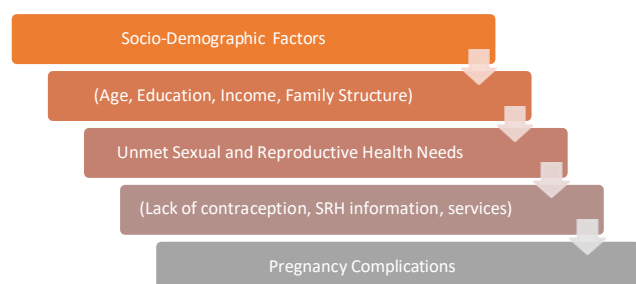 Socio-Demographic Factors
(Age, Education, Income, Family Structure)
Unmet Sexual and Reproductive Health Needs
(Lack of contraception, SRH information, services)
Pregnancy Complications